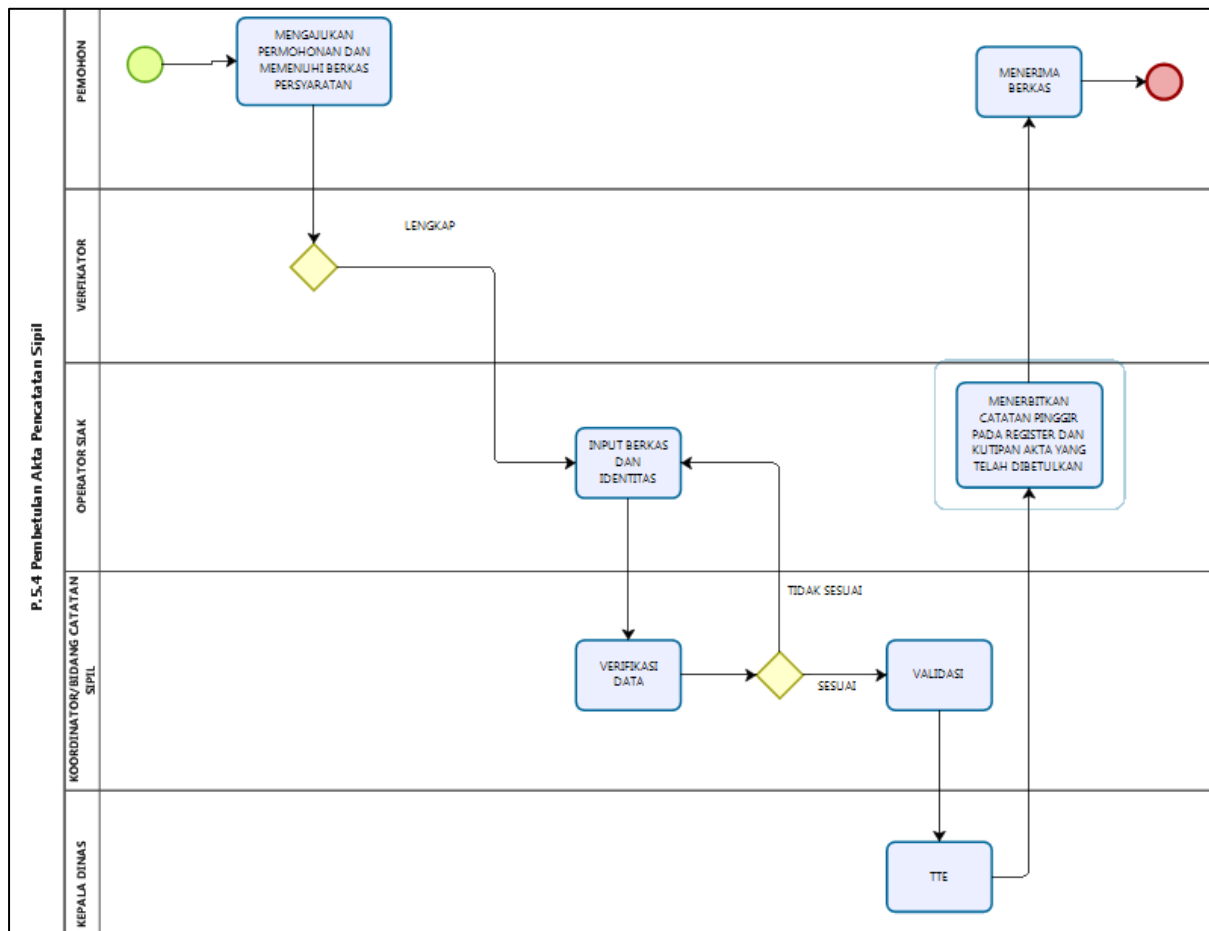 P.5.4 Pembetulan Akta Pencatatan Sipil
PEMOHON
MENGAJUKAN
PERMOHONAN DAN
MEMENUHI BERKAS
PERSYARATAN
MENERIMA
BERKAS
VERFIKATOR
LENGKAP
OPERATOR SIAK
INPUT BERKAS
DAN
IDENTITAS
MENERBITKAN
CATATAN PINGGIR
PADA REGISTER DAN
KUTIPAN AKTA YANG
TELAH DIBETULKAN
KOORDINATOR/BIDANG CATATAN
SIPIL
TIDAK SESUAI
VERIFIKASI
DATA
SESUAI
VALIDASI
KEPALA DINAS
TTE